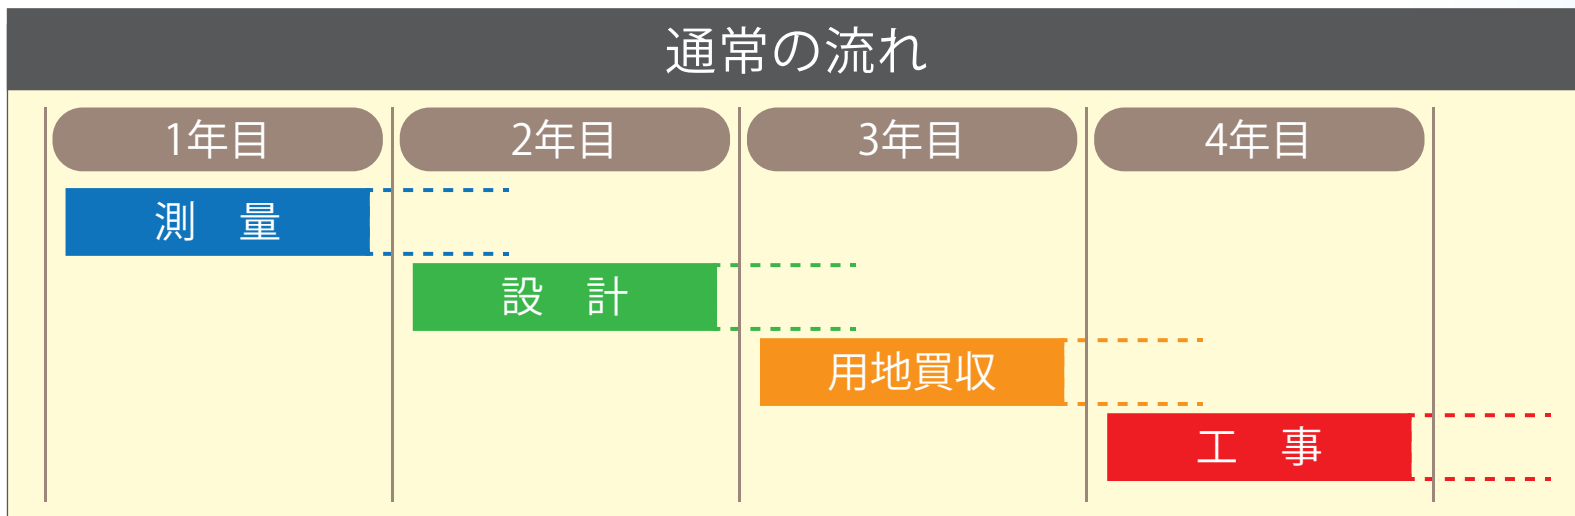 通常の流れ
1年目 2年目 3年目 4年目
測　量
設　計
用地買収
工　事